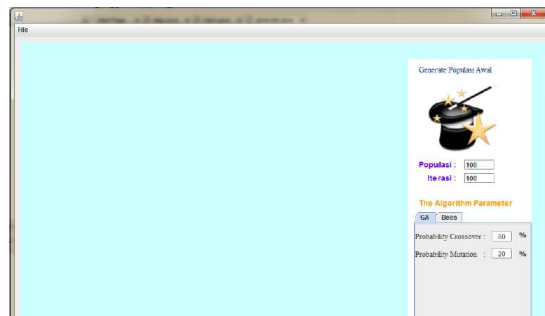 File
Generate Populasi Awal
Populasi : 100
Iterasi : 100
The Algorithm Parameter
GA Bees
Probability Crossover : 80 %
Probability Mutation : 20 %